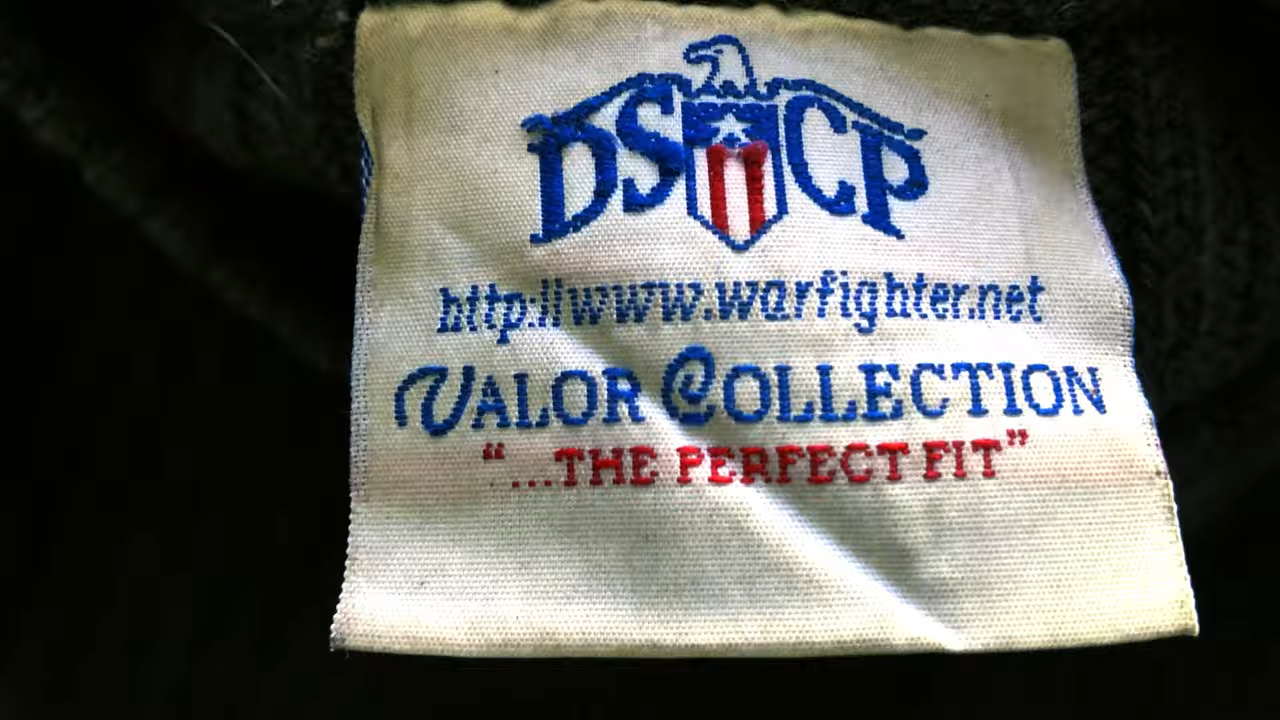 DSCP
http://www.warfighter.net
VALOR COLLECTION
“...THE PERFECT FIT”